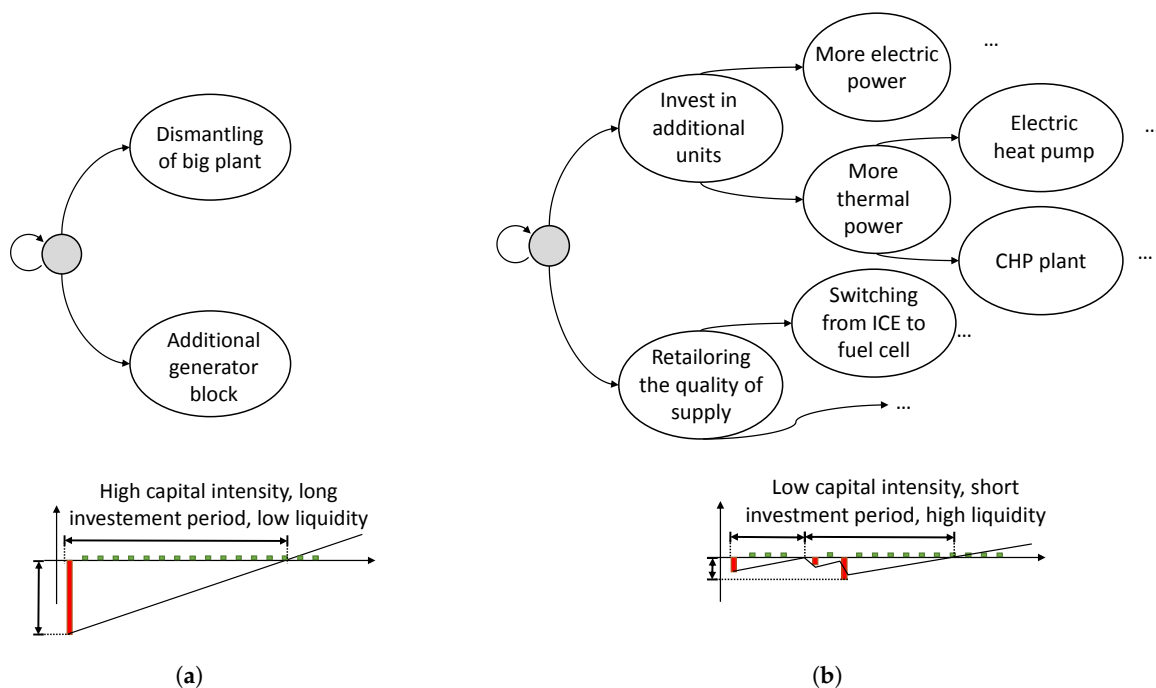 Dismantling
of big plant
Additional
generator
block
High capital intensity, long
investement period, low liquidity
(a)
More electric
power
...
Invest in
additional
units
Electric
heat pump
..
More
thermal
power
CHP plant
...
Switching
from ICE to
fuel cell
...
Retailoring
the quality of
supply
...
Low capital intensity, short
investment period, high liquidity
(b)